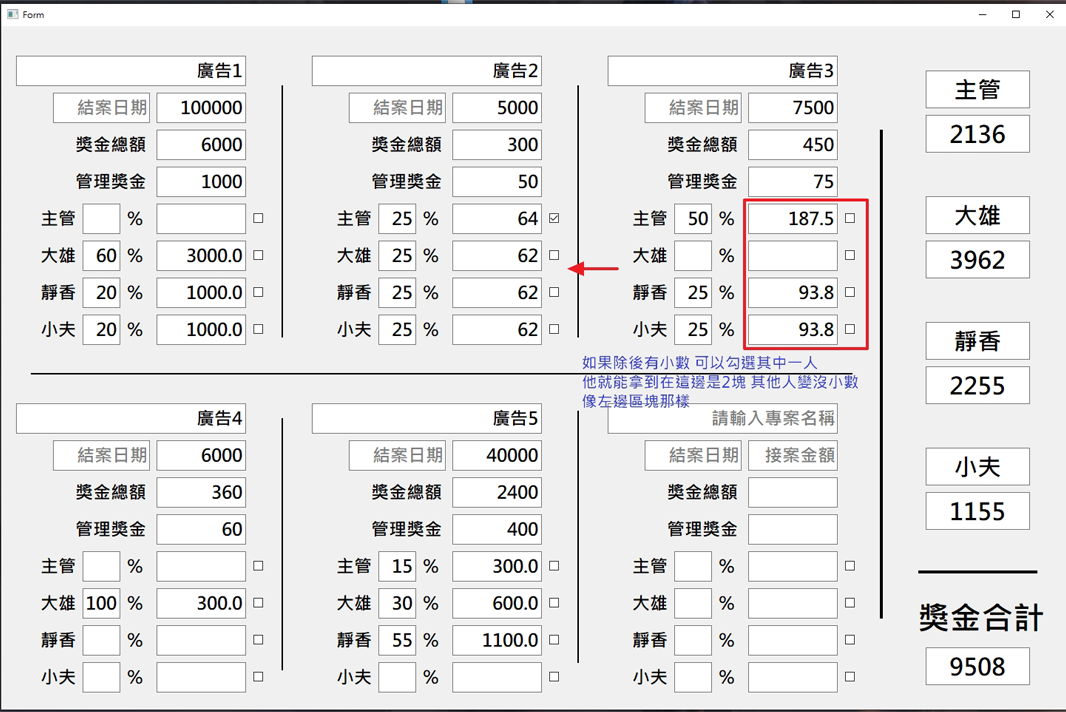 Form
廣告1
結案日期 100000
獎金總額 6000
管理獎金 1000
主管 %
大雄 60 % 3000.0
靜香 20 % 1000.0
小夫 20 % 1000.0
廣告2
結案日期 5000
獎金總額 300
管理獎金 50
主管 25 % 64
大雄 25 % 62
靜香 25 % 62
小夫 25 % 62
廣告3
結案日期 7500
獎金總額 450
管理獎金 75
主管 50 % 187.5
大雄 %
靜香 25 % 93.8
小夫 25 % 93.8
如果除後有小數 可以勾選其中一人
他就能拿到在這邊是2塊 其他人變沒小數
像左邊區塊那樣
廣告4
結案日期 6000
獎金總額 360
管理獎金 60
主管 %
大雄 100 % 300.0
靜香 %
小夫 %
廣告5
結案日期 40000
獎金總額 2400
管理獎金 400
主管 15 % 300.0
大雄 30 % 600.0
靜香 55 % 1100.0
小夫 %
請輸入專案名稱
結案日期 接案金額
獎金總額
管理獎金
主管 %
大雄 %
靜香 %
小夫 %
主管
2136
大雄
3962
靜香
2255
小夫
1155
獎金合計
9508